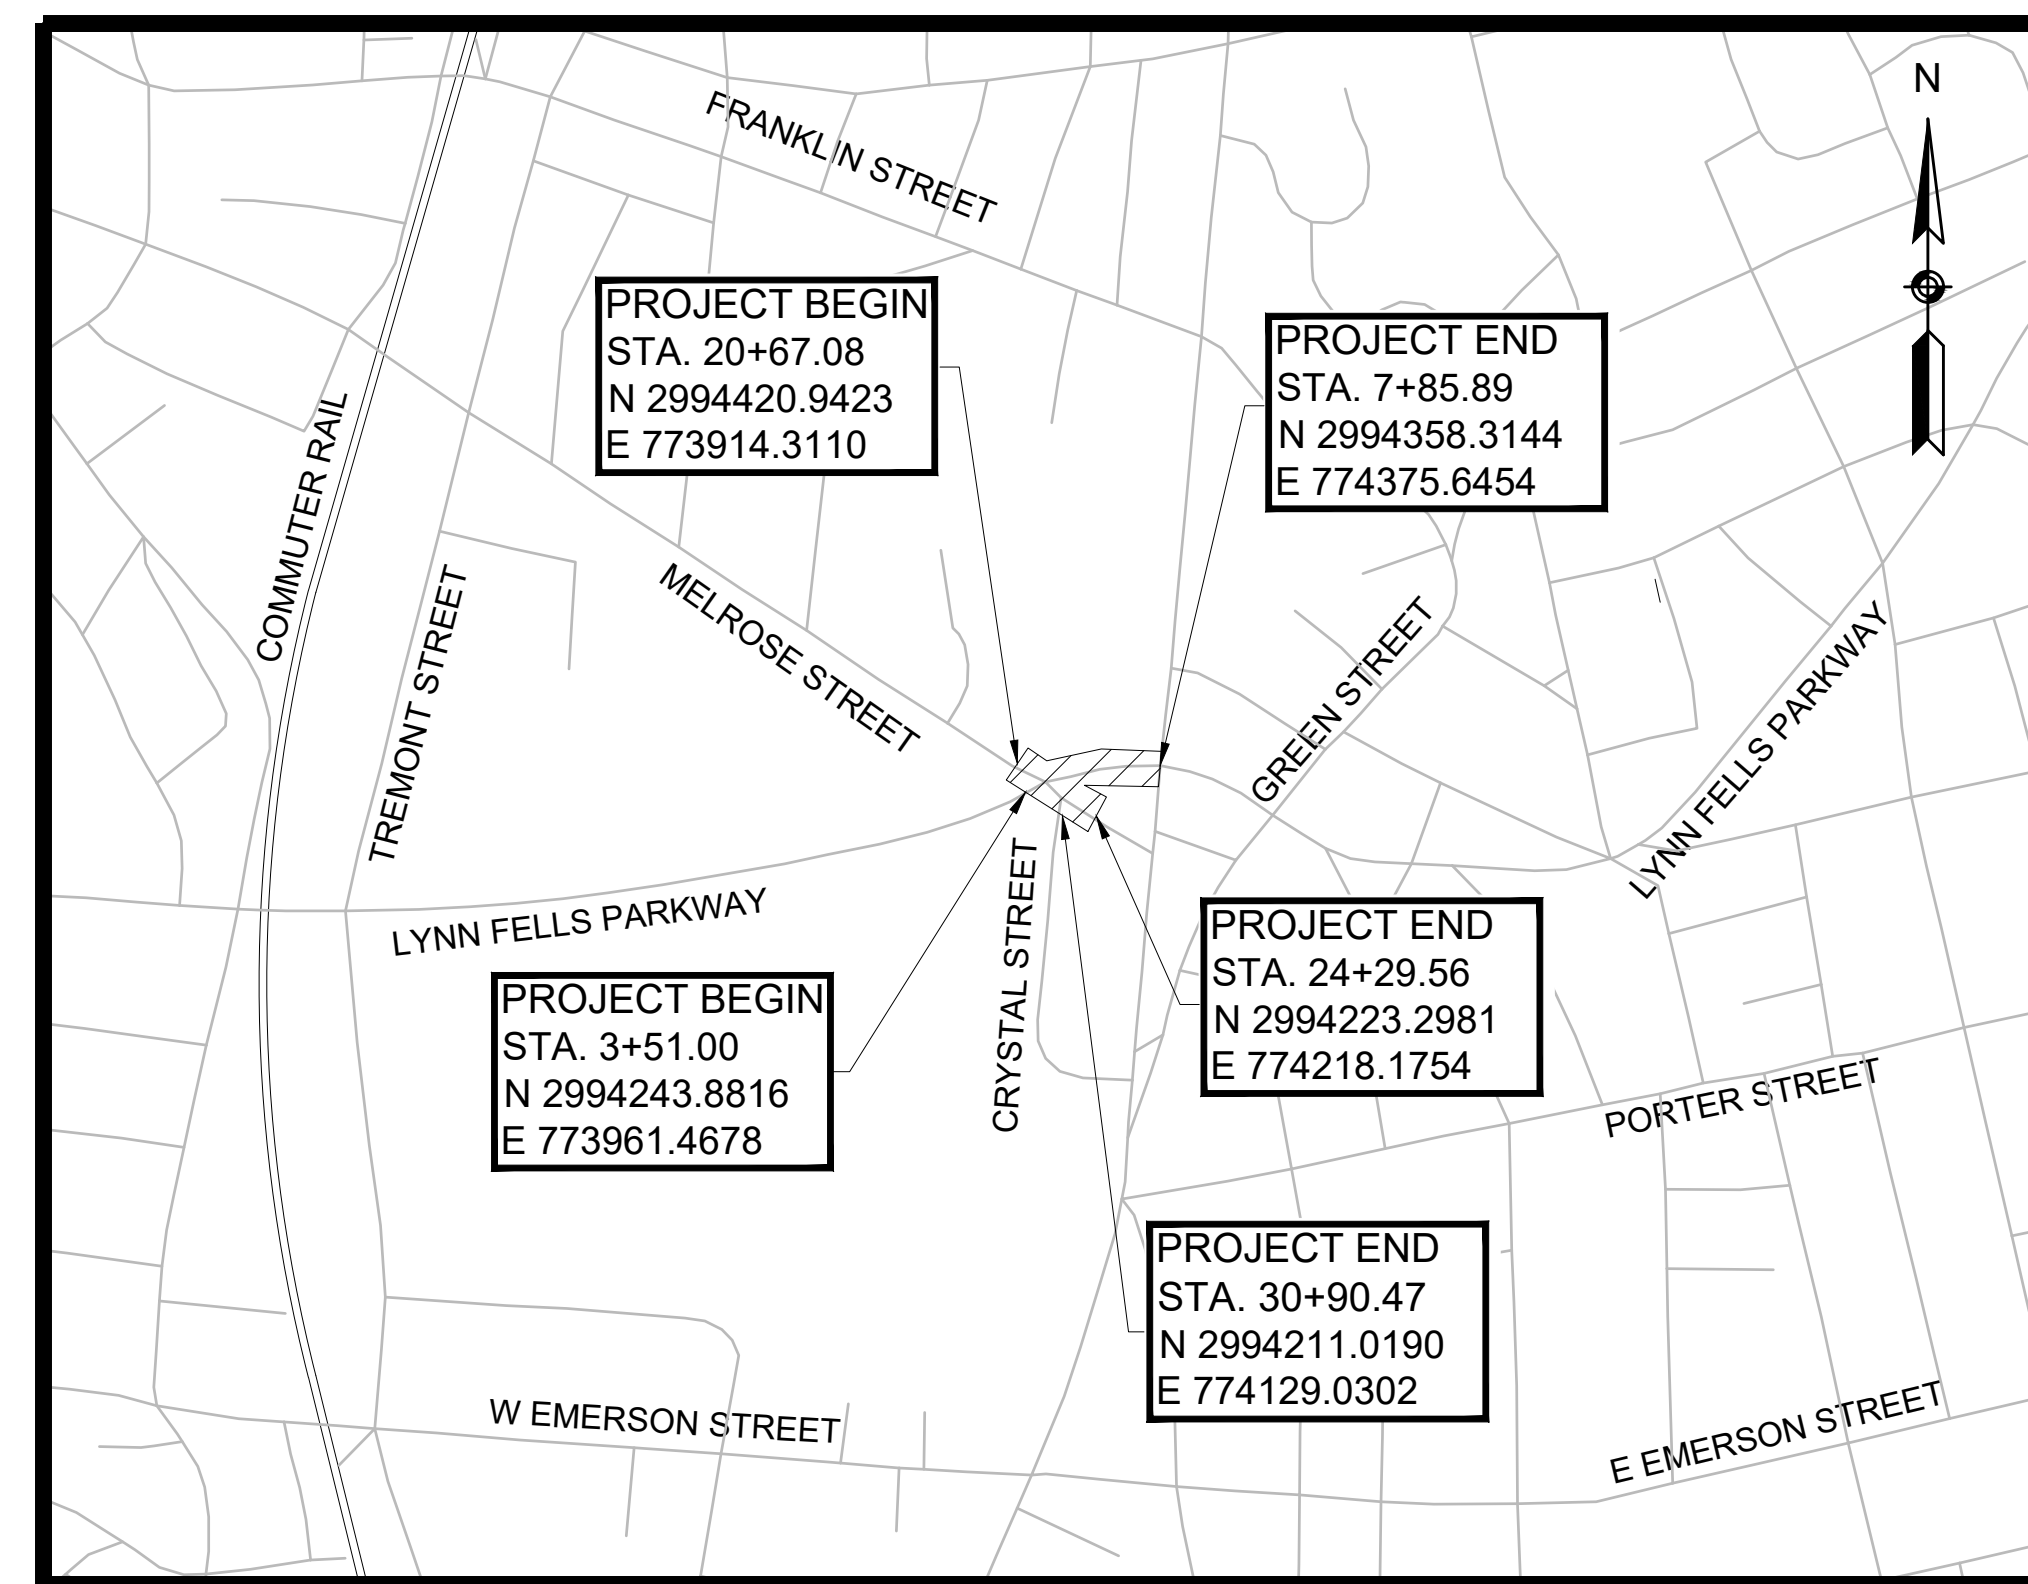 N
FRANKLIN STREET
PROJECT BEGIN
STA. 20+67.08
N 2994420.9423
E 773914.3110
PROJECT END
STA. 7+85.89
N 2994358.3144
E 774375.6454
COMMUTER RAIL
TREMONT STREET
MELROSE STREET
GREEN STREET
LYNN FELLS PARKWAY
LYNN FELLS PARKWAY
CRYSTAL STREET
PROJECT END
STA. 24+29.56
N 2994223.2981
E 774218.1754
PROJECT BEGIN
STA. 3+51.00
N 2994243.8816
E 773961.4678
PORTER STREET
PROJECT END
STA. 30+90.47
N 2994211.0190
E 774129.0302
W EMERSON STREET
E EMERSON STREET